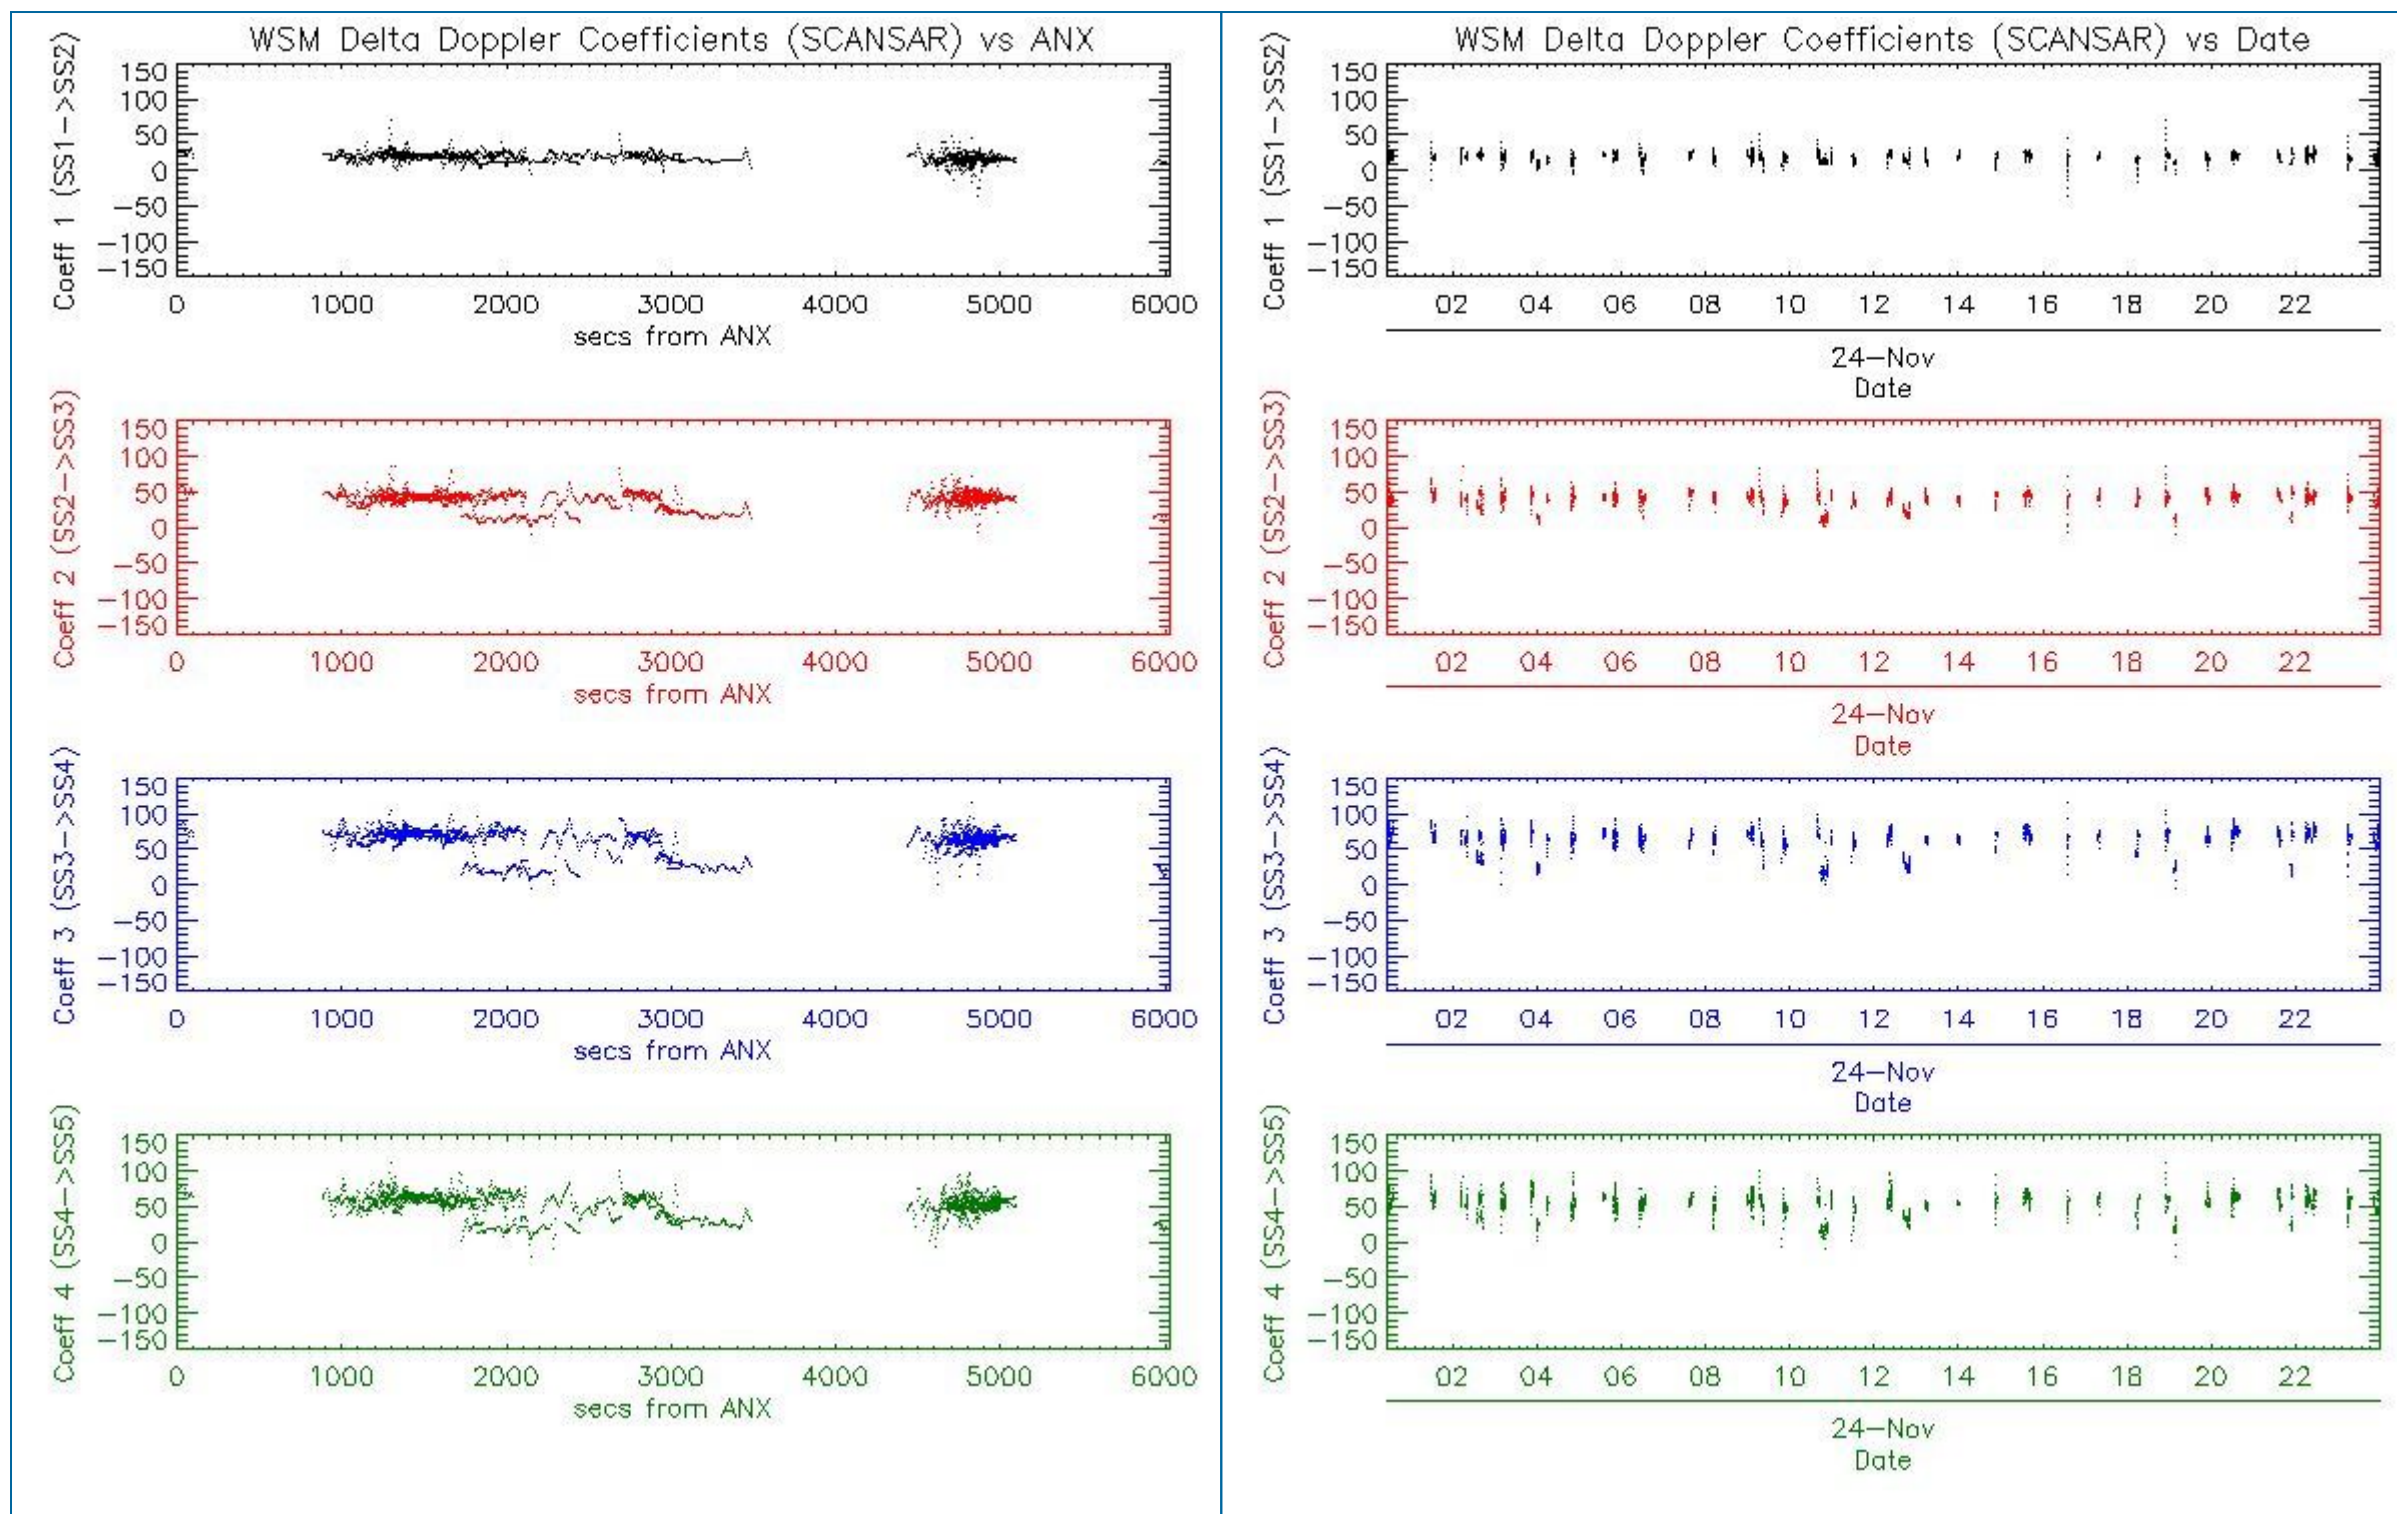 WSM Delta Doppler Coefficients (SCANSAR) vs ANX
Coeff 1 (SS1->SS2)
150
100
50
0
-50
-100
-150
0 1000 2000 3000 4000 5000 6000
secs from ANX
Coeff 2 (SS2->SS3)
150
100
50
0
-50
-100
-150
0 1000 2000 3000 4000 5000 6000
secs from ANX
Coeff 3 (SS3->SS4)
150
100
50
0
-50
-100
-150
0 1000 2000 3000 4000 5000 6000
secs from ANX
Coeff 4 (SS4->SS5)
150
100
50
0
-50
-100
-150
0 1000 2000 3000 4000 5000 6000
secs from ANX
WSM Delta Doppler Coefficients (SCANSAR) vs Date
Coeff 1 (SS1->SS2)
150
100
50
0
-50
-100
-150
02 04 06 08 10 12 14 16 18 20 22
24-Nov
Date
Coeff 2 (SS2->SS3)
150
100
50
0
-50
-100
-150
02 04 06 08 10 12 14 16 18 20 22
24-Nov
Date
Coeff 3 (SS3->SS4)
150
100
50
0
-50
-100
-150
02 04 06 08 10 12 14 16 18 20 22
24-Nov
Date
Coeff 4 (SS4->SS5)
150
100
50
0
-50
-100
-150
02 04 06 08 10 12 14 16 18 20 22
24-Nov
Date